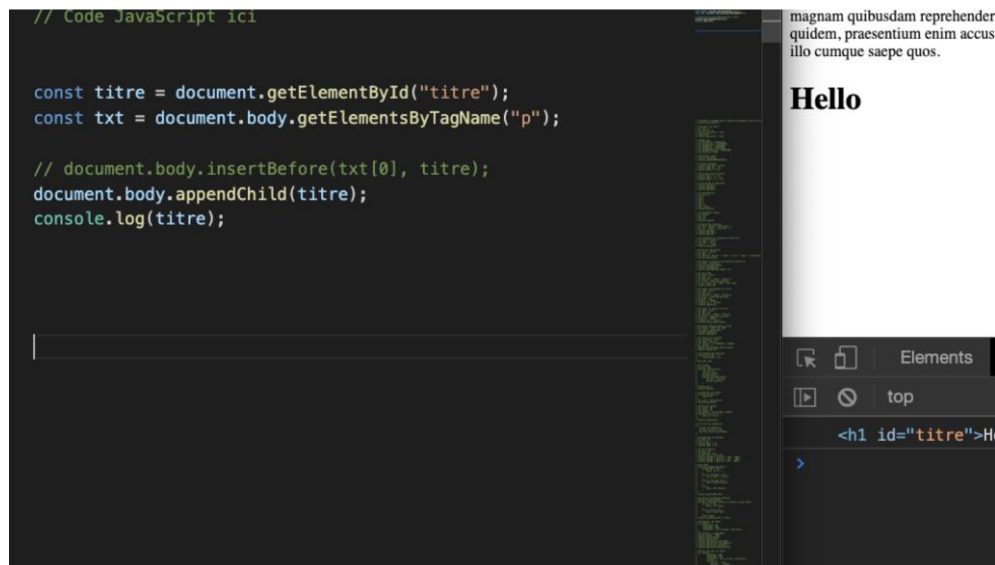 // Code JavaScript ici
const titre = document.getElementById("titre");
const txt = document.body.getElementsByTagName("p");
// document.body.insertBefore(txt[0], titre);
document.body.appendChild(titre);
console.log(titre);
magnam quibusdam reprehender
quidem, praesentium enim accus
illo cumque saepe quos.
Hello
Elements
top
<h1 id="titre">H